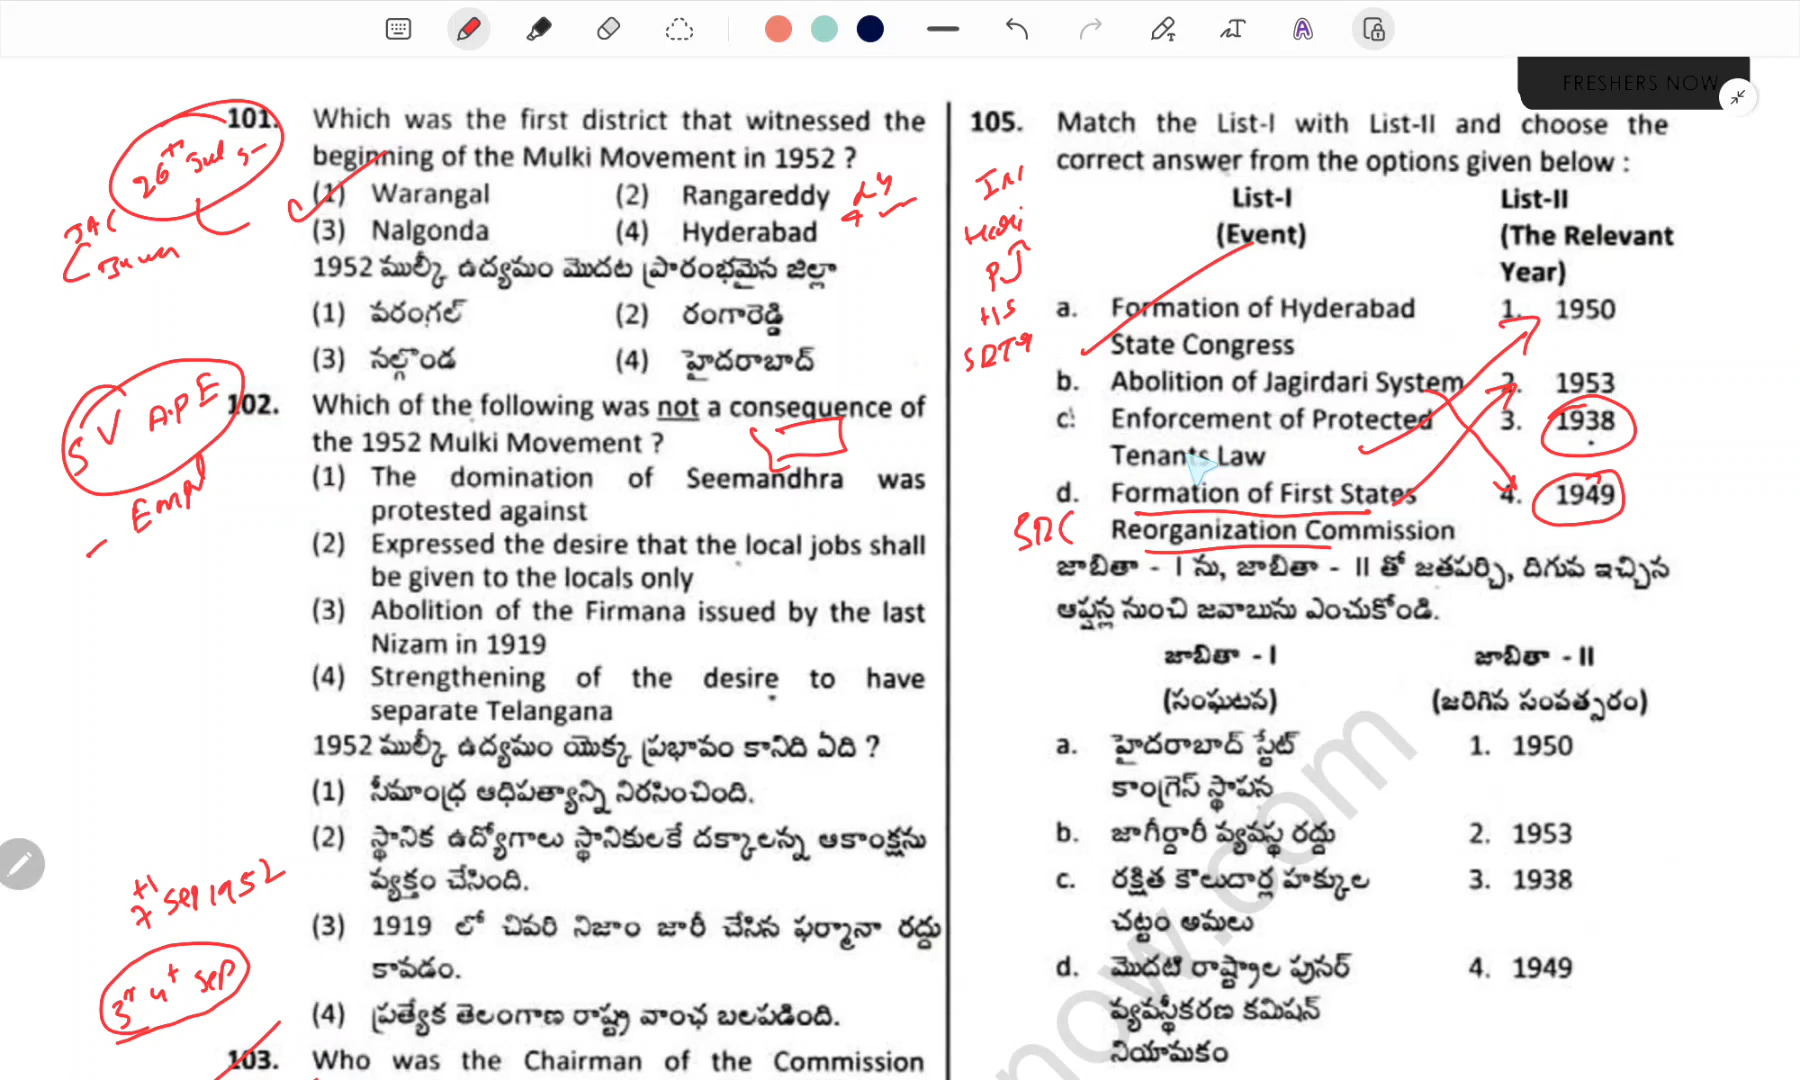 FRESHERS NOW
101. Which was the first district that witnessed the
beginning of the Mulki Movement in 1952 ?
(1) Warangal (2) Rangareddy
(3) Nalgonda (4) Hyderabad
1952 ముల్కీ ఉద్యమం మొదట ప్రారంభమైన జిల్లా
(1) వరంగల్ (2) రంగారెడ్డి
(3) నల్గొండ (4) హైదరాబాద్
26th Jul 5
JAC
SV A.P E
Empl
102. Which of the following was not a consequence of
the 1952 Mulki Movement ?
(1) The domination of Seemandhra was
protested against
(2) Expressed the desire that the local jobs shall
be given to the locals only
(3) Abolition of the Firmana issued by the last
Nizam in 1919
(4) Strengthening of the desire to have
separate Telangana
1952 ముల్కీ ఉద్యమం యొక్క ప్రభావం కానిది ఏది ?
(1) సీమాంధ్ర ఆధిపత్యాన్ని నిరసించింది.
(2) స్థానిక ఉద్యోగాలు స్థానికులకే దక్కాలన్న ఆకాంక్షను
వ్యక్తం చేసింది.
(3) 1919 లో చివరి నిజాం జారీ చేసిన ఫర్మానా రద్దు
కావడం.
(4) ప్రత్యేక తెలంగాణ రాష్ట్ర వాంఛ బలపడింది.
7 Sep 1952
sep
103. Who was the Chairman of the Commission
105. Match the List-I with List-II and choose the
correct answer from the options given below :
List-I List-II
(Event) (The Relevant
Year)
a. Formation of Hyderabad 1. 1950
State Congress
b. Abolition of Jagirdari System 2. 1953
c. Enforcement of Protected 3. 1938
Tenants Law
d. Formation of First States 4. 1949
Reorganization Commission
జాబితా - I ను, జాబితా - II తో జతపర్చి, దిగువ ఇచ్చిన
ఆప్షన్ల నుంచి జవాబును ఎంచుకోండి.
జాబితా - I జాబితా - II
(సంఘటన) (జరిగిన సంవత్సరం)
a. హైదరాబాద్ స్టేట్ 1. 1950
కాంగ్రెస్ స్థాపన
b. జాగీర్దారీ వ్యవస్థ రద్దు 2. 1953
c. రక్షిత కౌలుదార్ల హక్కుల 3. 1938
చట్టం అమలు
d. మొదటి రాష్ట్రాల పునర్ 4. 1949
వ్యవస్థీకరణ కమిషన్
నియామకం
now.com